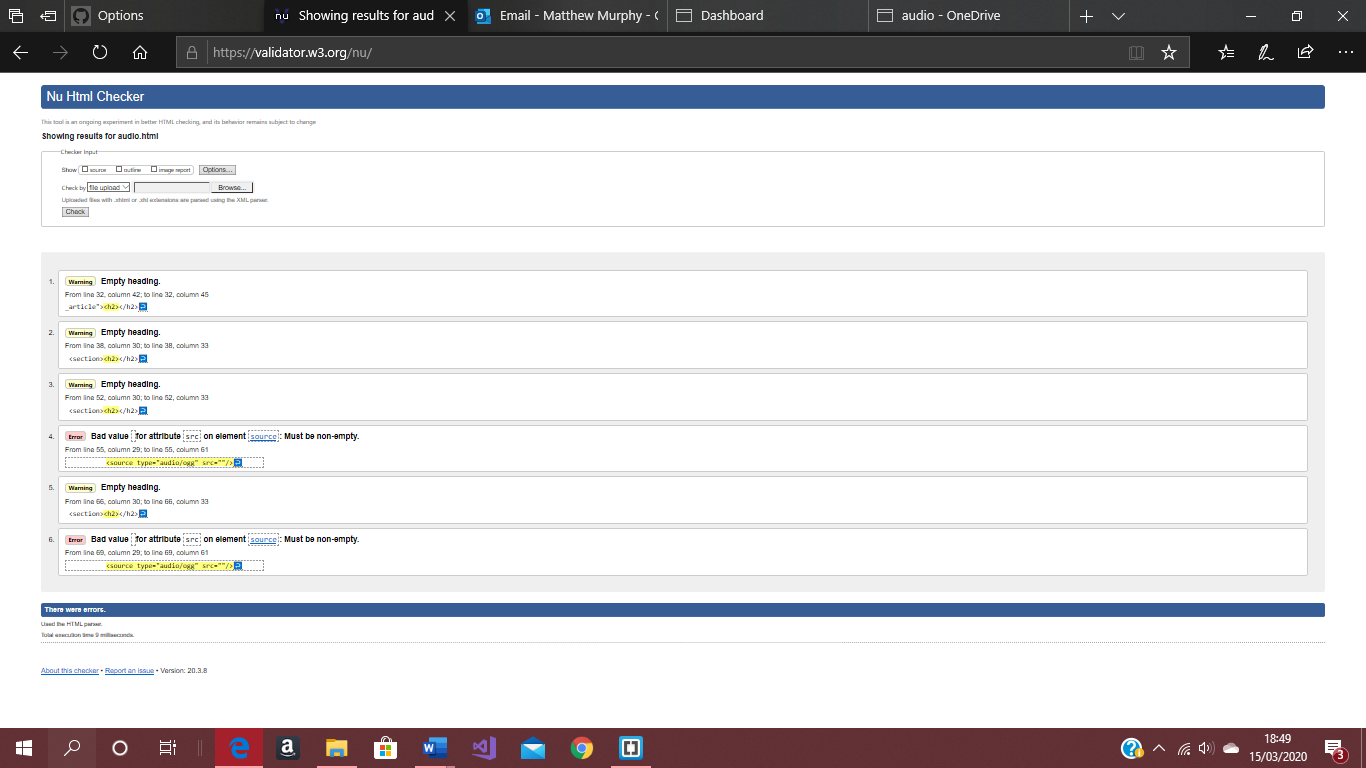 Options
nu Showing results for aud
Email - Matthew Murphy - C
Dashboard
audio - OneDrive
https://validator.w3.org/nu/
Nu Html Checker
This tool is an ongoing experiment in better HTML checking, and its behavior remains subject to change
Showing results for audio.html
Checker Input
Show source outline image report Options...
Check by file upload Browse...
Uploaded files with .xhtml or .xht extensions are parsed using the XML parser.
Check
1. Warning Empty heading.
From line 32, column 42; to line 32, column 45
_article"><h2></h2>
2. Warning Empty heading.
From line 38, column 30; to line 38, column 33
<section><h2></h2>
3. Warning Empty heading.
From line 52, column 30; to line 52, column 33
<section><h2></h2>
4. Error Bad value for attribute src on element source: Must be non-empty.
From line 55, column 29; to line 55, column 61
<source type="audio/ogg" src=""/>
5. Warning Empty heading.
From line 66, column 30; to line 66, column 33
<section><h2></h2>
6. Error Bad value for attribute src on element source: Must be non-empty.
From line 69, column 29; to line 69, column 61
<source type="audio/ogg" src=""/>
There were errors.
Used the HTML parser.
Total execution time 9 milliseconds.
About this checker • Report an issue • Version: 20.3.8
18:49
15/03/2020
3